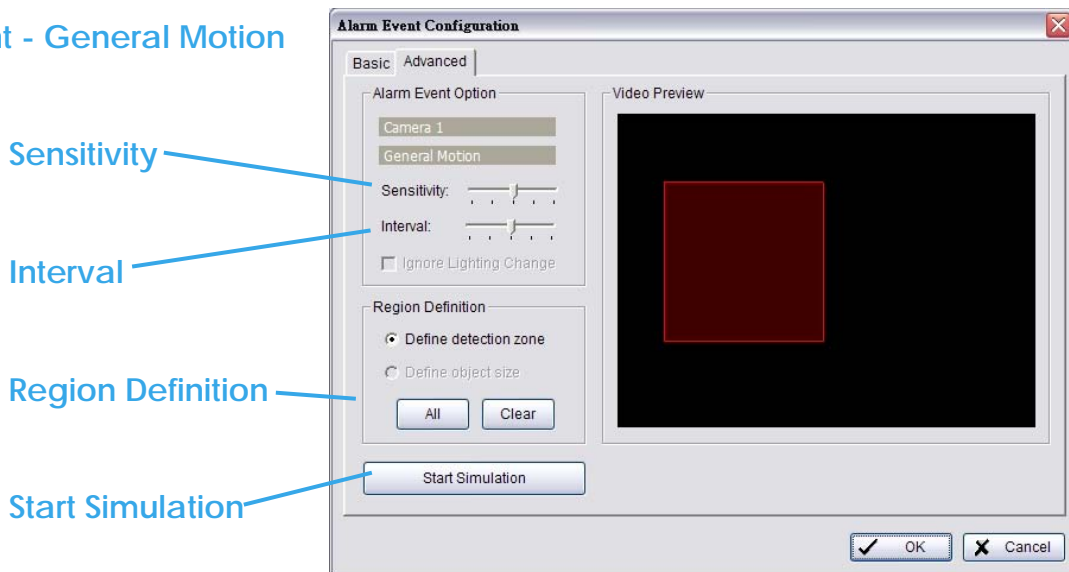 t - General Motion
Sensitivity
Interval
Region Definition
Start Simulation
Alarm Event Configuration
Basic
Advanced
Alarm Event Option
Camera 1
General Motion
Sensitivity:
Interval:
Ignore Lighting Change
Region Definition
Define detection zone
Define object size
All
Clear
Start Simulation
Video Preview
OK
Cancel